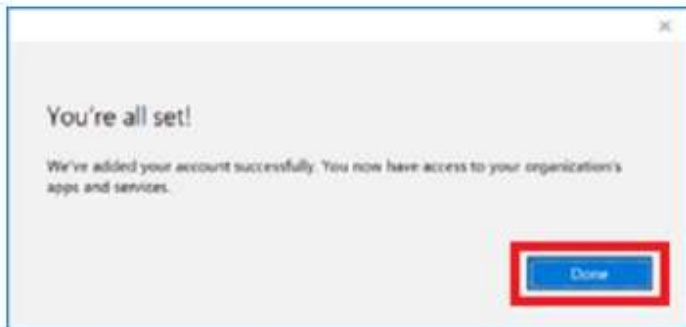 You're all set!
We've added your account successfully. You now have access to your organization's
apps and services.
Done